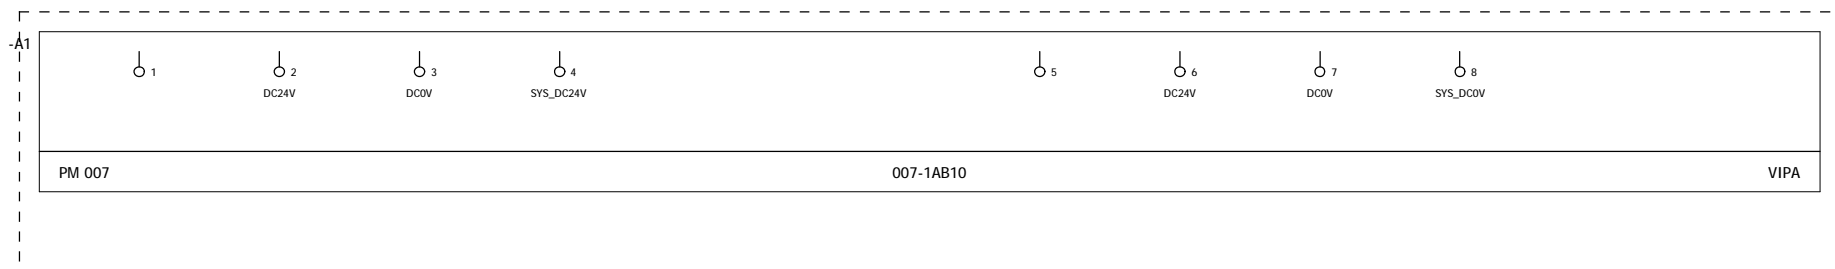 -A1
1 2 3 4 5 6 7 8
DC24V DC0V SYS_DC24V DC24V DC0V SYS_DC0V
PM 007 007-1AB10 VIPA